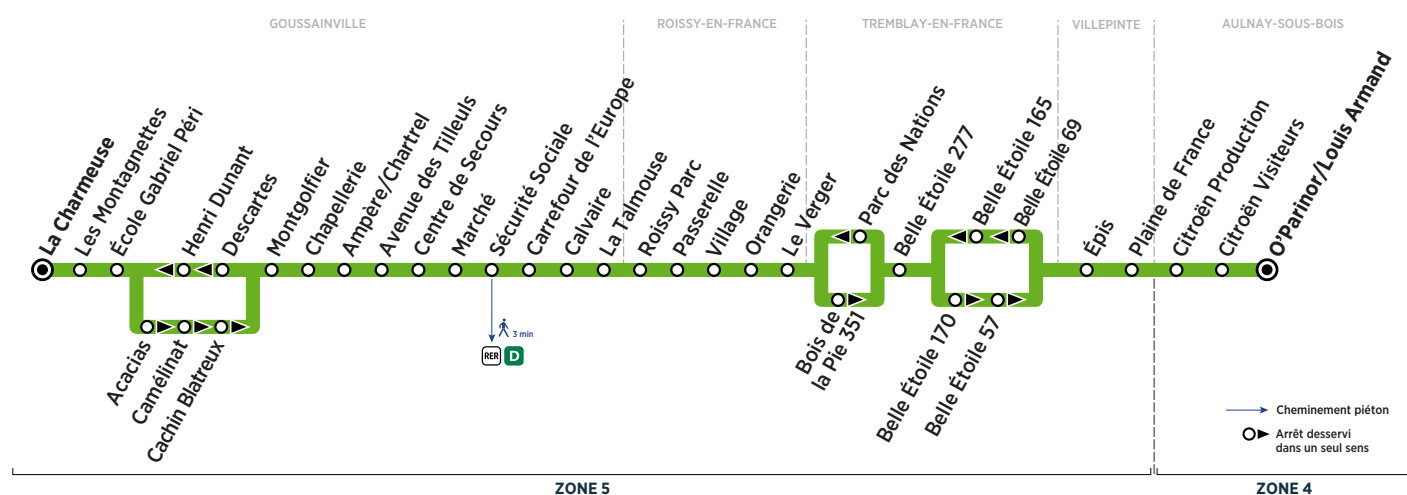 GOUSSAINVILLE
ROISSY-EN-FRANCE
TREMBLAY-EN-FRANCE
VILLEPINTE
AULNAY-SOUS-BOIS
La Charmeuse
Les Montagnettes
École Gabriel Péri
Henri Dunant
Descartes
Montgolfier
Chapellerie
Ampère/Chartrel
Avenue des Tilleuls
Centre de Secours
Marché
Sécurité Sociale
Carrefour de l'Europe
Calvaire
La Talmouse
Roissy Parc
Passerelle
Village
Orangerie
Le Verger
Parc des Nations
Belle Étoile 277
Belle Étoile 165
Belle Étoile 69
Épis
Plaine de France
Citroën Production
Citroën Visiteurs
O'Parinor/Louis Armand
Acacias
Camélinat
Cachin Blatreux
3 min
RER D
Bois de
la Pie 351
Belle Étoile 170
Belle Étoile 57
Cheminement piéton
Arrêt desservi
dans un seul sens
ZONE 5
ZONE 4